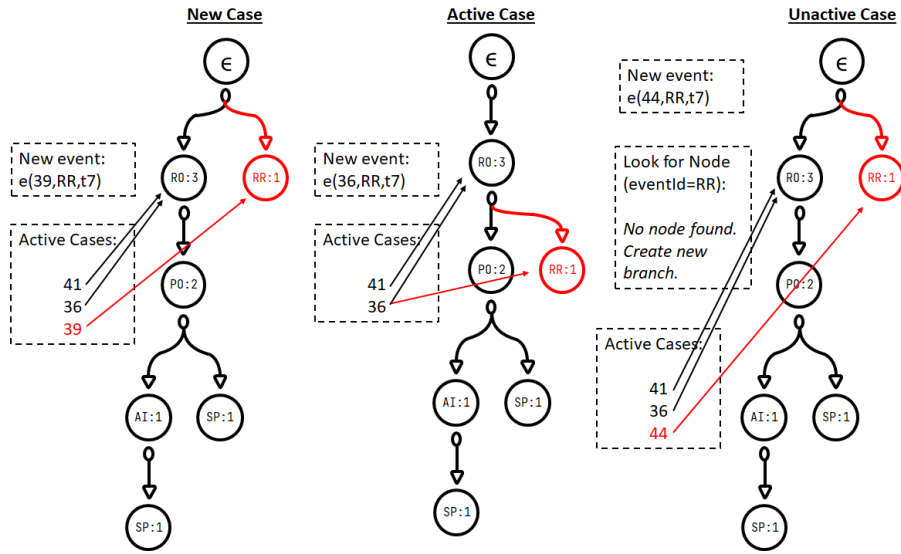 New Case
ϵ
New event:
e(39,RR,t7)
RO:3
RR:1
Active Cases:
41
36
39
PO:2
AI:1
SP:1
SP:1
Active Case
ϵ
New event:
e(36,RR,t7)
RO:3
Active Cases:
41
36
PO:2
RR:1
AI:1
SP:1
SP:1
Unactive Case
New event:
e(44,RR,t7)
ϵ
Look for Node
(eventId=RR):
No node found.
Create new
branch.
RO:3
RR:1
PO:2
Active Cases:
41
36
44
AI:1
SP:1
SP:1